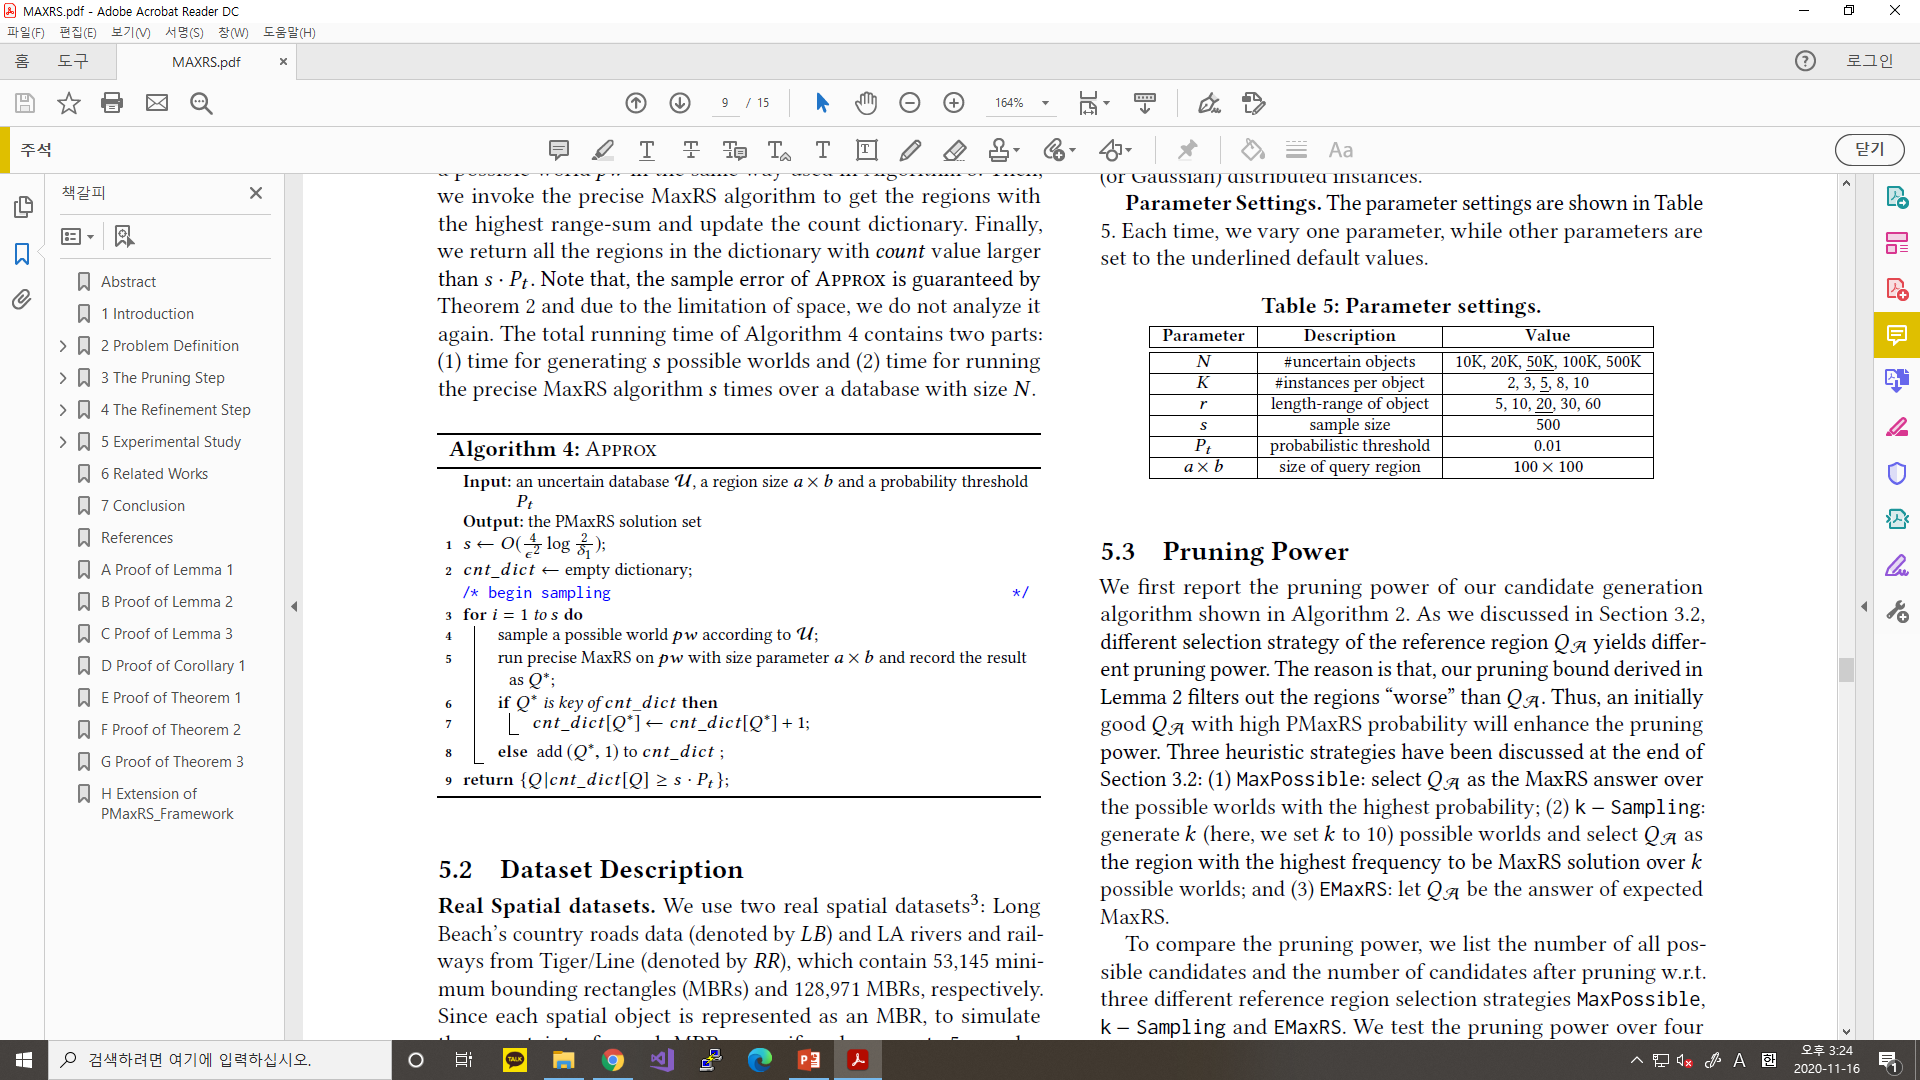 MAXRS.pdf - Adobe Acrobat Reader DC
파일(F) 편집(E) 보기(V) 서명(S) 창(W) 도움말(H)
홈 도구 MAXRS.pdf × 로그인
9 / 15 164%
주석 닫기
책갈피
Abstract
1 Introduction
2 Problem Definition
3 The Pruning Step
4 The Refinement Step
5 Experimental Study
6 Related Works
7 Conclusion
References
A Proof of Lemma 1
B Proof of Lemma 2
C Proof of Lemma 3
D Proof of Corollary 1
E Proof of Theorem 1
F Proof of Theorem 2
G Proof of Theorem 3
H Extension of
PMaxRS_Framework
we invoke the precise MaxRS algorithm to get the regions with
the highest range-sum and update the count dictionary. Finally,
we return all the regions in the dictionary with count value larger
than s · Pt. Note that, the sample error of APPROX is guaranteed by
Theorem 2 and due to the limitation of space, we do not analyze it
again. The total running time of Algorithm 4 contains two parts:
(1) time for generating s possible worlds and (2) time for running
the precise MaxRS algorithm s times over a database with size N.
Algorithm 4: APPROX
Input: an uncertain database 𝒰, a region size a × b and a probability threshold
Pt
Output: the PMaxRS solution set
1 s ← O(4/ϵ² log 2/δ1);
2 cnt_dict ← empty dictionary;
/* begin sampling */
3 for i = 1 to s do
4 sample a possible world pw according to 𝒰;
5 run precise MaxRS on pw with size parameter a × b and record the result
as Q*;
6 if Q* is key of cnt_dict then
7 cnt_dict[Q*] ← cnt_dict[Q*] + 1;
8 else add (Q*, 1) to cnt_dict ;
9 return {Q|cnt_dict[Q] ≥ s · Pt};
5.2 Dataset Description
Real Spatial datasets. We use two real spatial datasets³: Long
Beach's country roads data (denoted by LB) and LA rivers and rail-
ways from Tiger/Line (denoted by RR), which contain 53,145 mini-
mum bounding rectangles (MBRs) and 128,971 MBRs, respectively.
Since each spatial object is represented as an MBR, to simulate
(or Gaussian) distributed instances.
Parameter Settings. The parameter settings are shown in Table
5. Each time, we vary one parameter, while other parameters are
set to the underlined default values.
Table 5: Parameter settings.
Parameter Description Value
N #uncertain objects 10K, 20K, 50K, 100K, 500K
K #instances per object 2, 3, 5, 8, 10
r length-range of object 5, 10, 20, 30, 60
s sample size 500
Pt probabilistic threshold 0.01
a × b size of query region 100 × 100
5.3 Pruning Power
We first report the pruning power of our candidate generation
algorithm shown in Algorithm 2. As we discussed in Section 3.2,
different selection strategy of the reference region Q𝒜 yields differ-
ent pruning power. The reason is that, our pruning bound derived in
Lemma 2 filters out the regions “worse” than Q𝒜. Thus, an initially
good Q𝒜 with high PMaxRS probability will enhance the pruning
power. Three heuristic strategies have been discussed at the end of
Section 3.2: (1) MaxPossible: select Q𝒜 as the MaxRS answer over
the possible worlds with the highest probability; (2) k − Sampling:
generate k (here, we set k to 10) possible worlds and select Q𝒜 as
the region with the highest frequency to be MaxRS solution over k
possible worlds; and (3) EMaxRS: let Q𝒜 be the answer of expected
MaxRS.
To compare the pruning power, we list the number of all pos-
sible candidates and the number of candidates after pruning w.r.t.
three different reference region selection strategies MaxPossible,
k − Sampling and EMaxRS. We test the pruning power over four
검색하려면 여기에 입력하십시오.
TALK
A 한 오후 3:24
2020-11-16
1